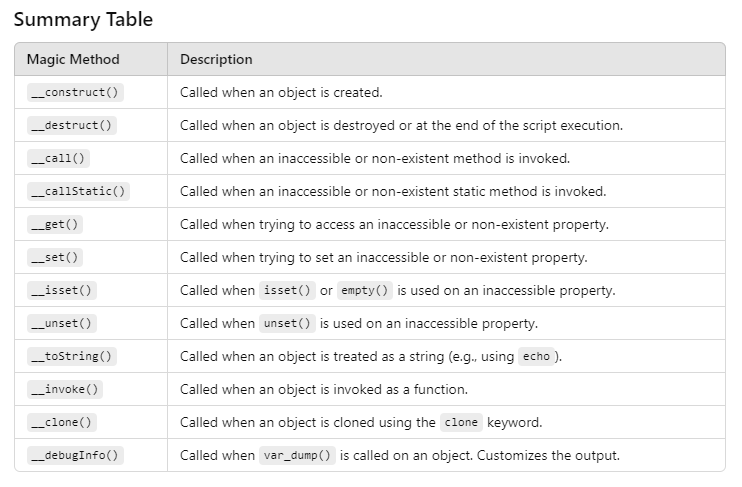 Summary Table
Magic Method Description
__construct() Called when an object is created.
__destruct() Called when an object is destroyed or at the end of the script execution.
__call() Called when an inaccessible or non-existent method is invoked.
__callStatic() Called when an inaccessible or non-existent static method is invoked.
__get() Called when trying to access an inaccessible or non-existent property.
__set() Called when trying to set an inaccessible or non-existent property.
__isset() Called when isset() or empty() is used on an inaccessible property.
__unset() Called when unset() is used on an inaccessible property.
__toString() Called when an object is treated as a string (e.g., using echo ).
__invoke() Called when an object is invoked as a function.
__clone() Called when an object is cloned using the clone keyword.
__debugInfo() Called when var_dump() is called on an object. Customizes the output.